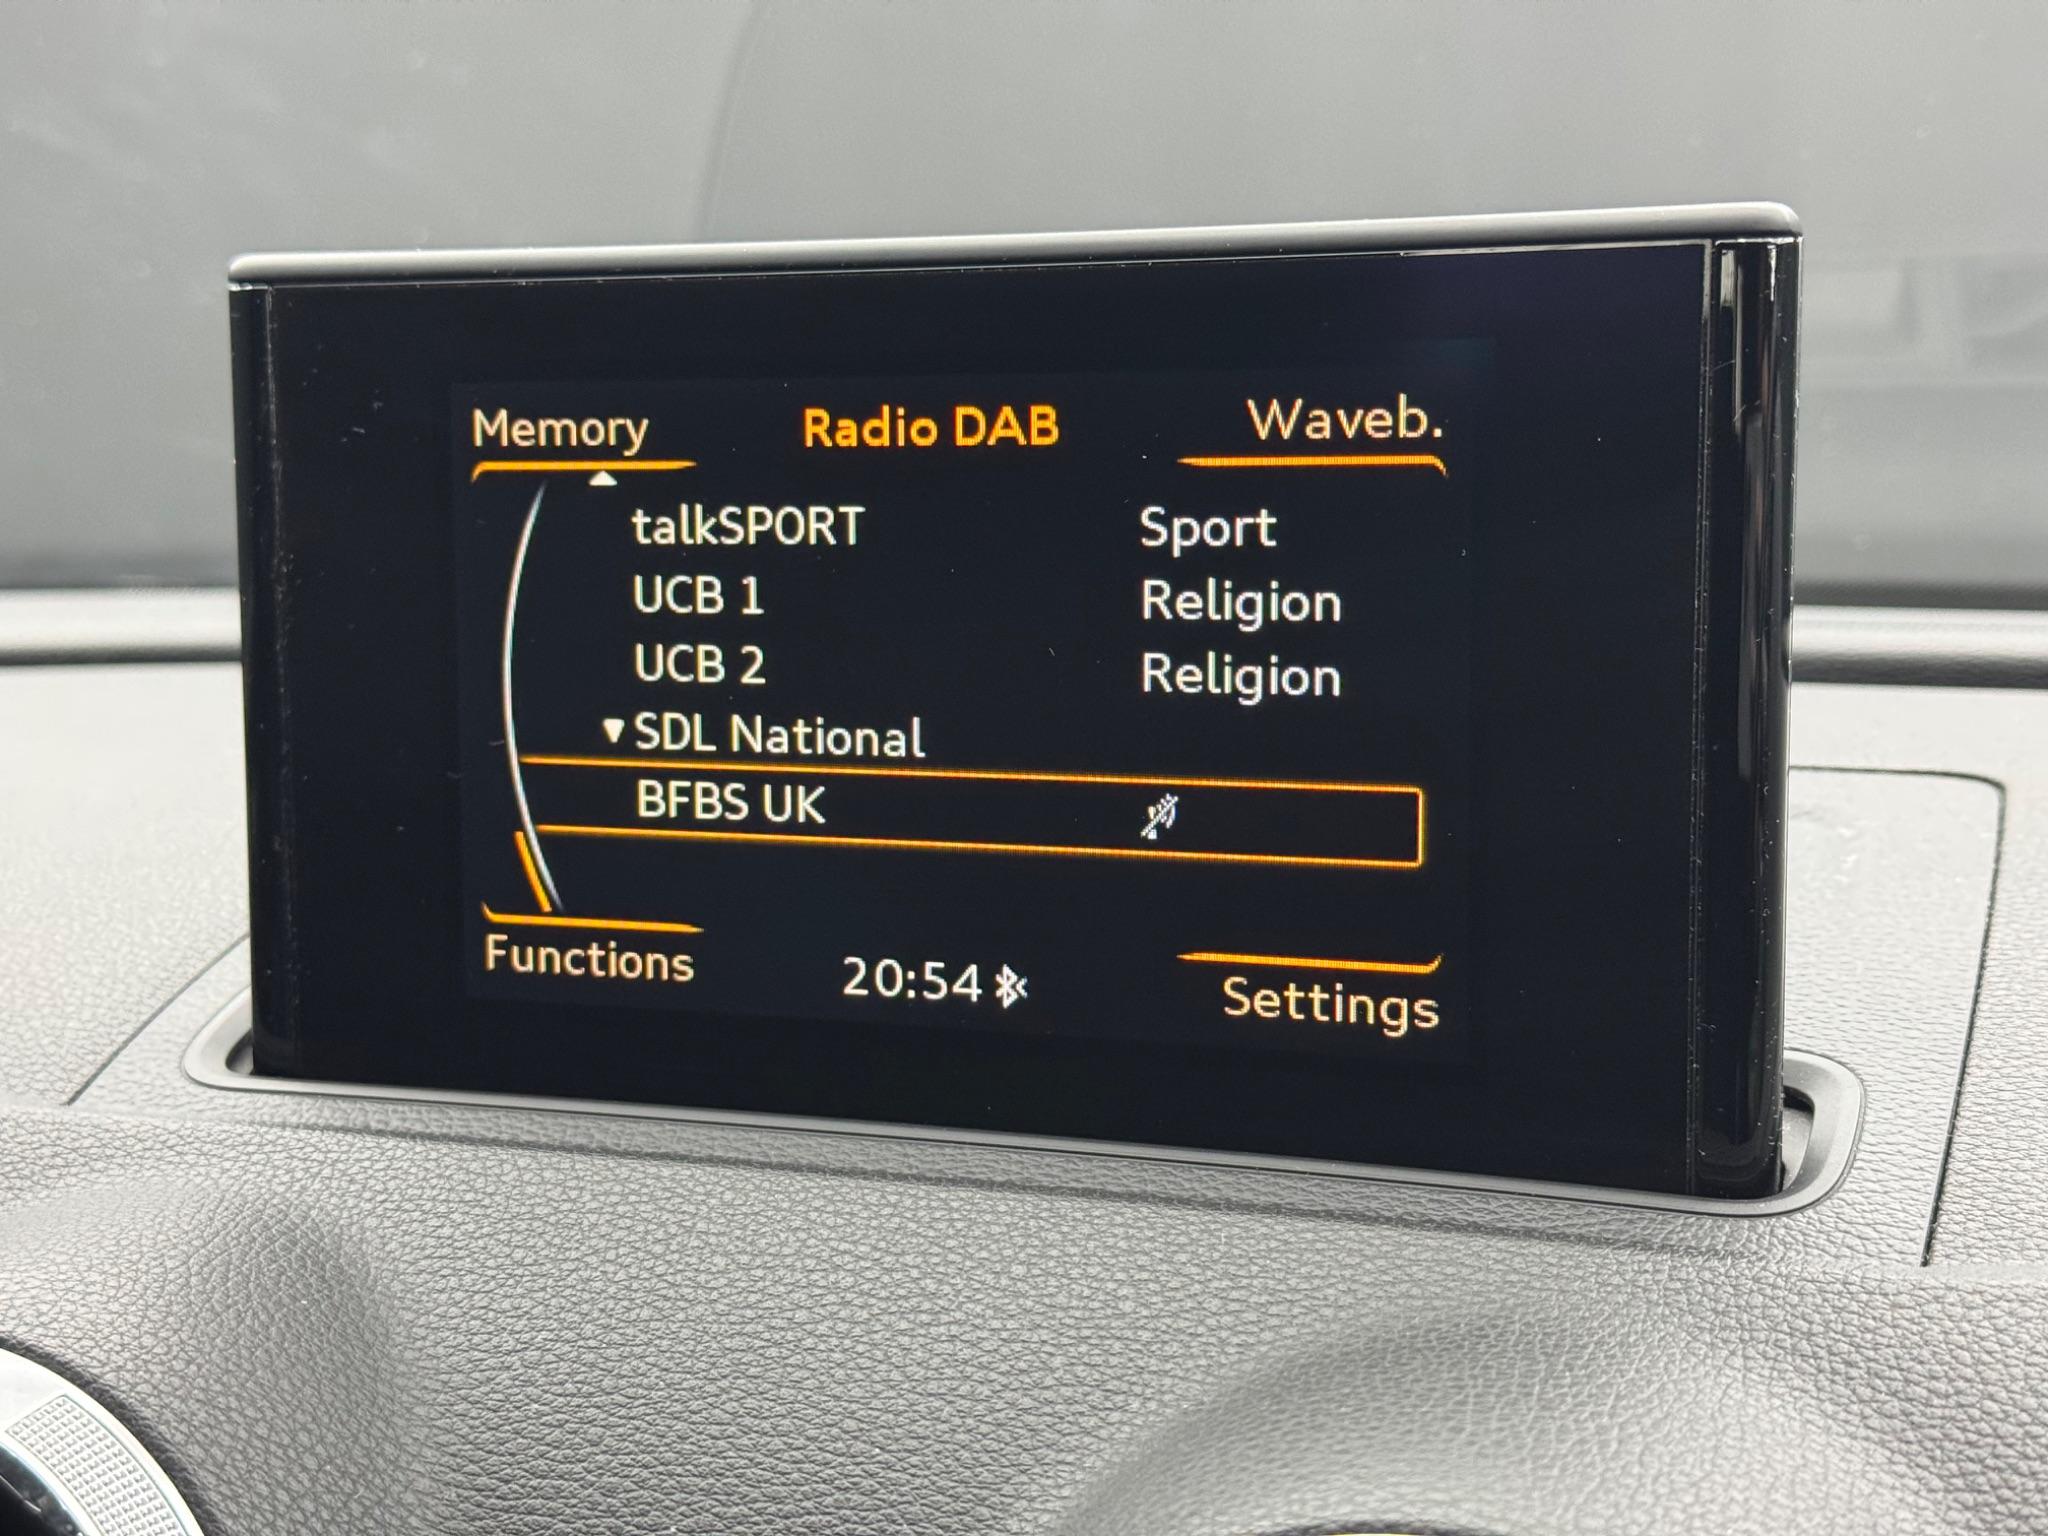 Memory Radio DAB Waveb.
talkSPORT Sport
UCB 1 Religion
UCB 2 Religion
SDL National
BFBS UK
Functions 20:54 Settings